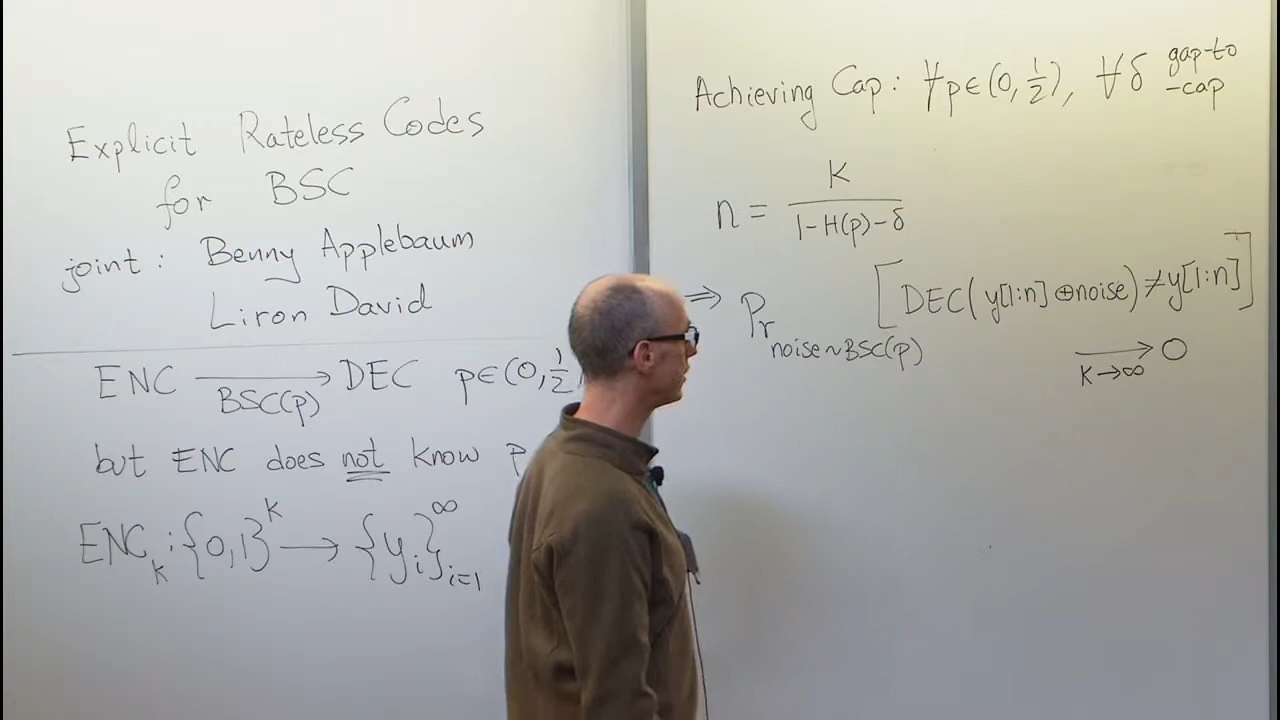 Explicit Rateless Codes
for BSC
joint: Benny Applebaum
Liron David
ENC ⟶ DEC p∈(0,1/2)
BSC(p)
but ENC does not know p
ENC_k : {0,1}^k ⟶ {y_i}_{i=1}^∞
Achieving Cap: ∀p∈(0,1/2), ∀δ gap-to-cap
n = K / (1-H(p)-δ)
⇒ Pr_{noise~BSC(p)} [DEC(y[1:n]⊕noise)≠y[1:n]]
⟶ 0
K→∞